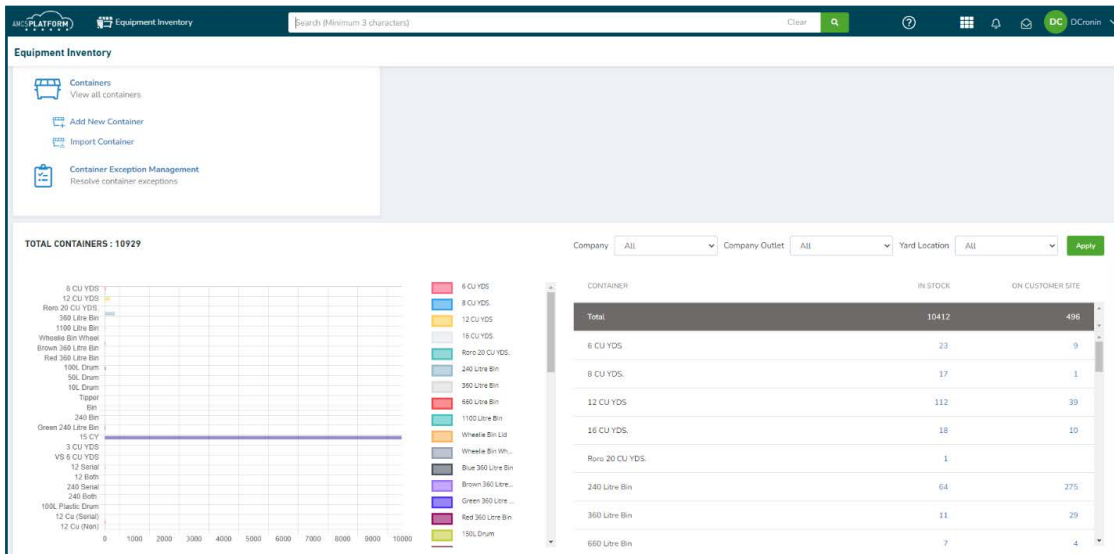 AMCSPLATFORM
Equipment Inventory
Search (Minimum 3 characters)
Clear
DC
DCronin
Equipment Inventory
Containers
View all containers
Add New Container
Import Container
Container Exception Management
Resolve container exceptions
TOTAL CONTAINERS : 10929
Company All
Company Outlet All
Yard Location All
Apply
6 CU YDS
12 CU YDS
Roro 20 CU YDS.
360 Litre Bin
1100 Litre Bin
Wheelie Bin Wheel
Brown 360 Litre Bin
Red 360 Litre Bin
100L Drum
50L Drum
10L Drum
Tipper
Bin
240 Bin
Green 240 Litre Bin
15 CY
3 CU YDS
VS 6 CU YDS
12 Serial
12 Both
240 Serial
240 Both
100L Plastic Drum
12 Cu (Serial)
12 Cu (Non)
0 1000 2000 3000 4000 5000 6000 7000 8000 9000 10000
6 CU YDS
8 CU YDS.
12 CU YDS
16 CU YDS.
Roro 20 CU YDS.
240 Litre Bin
360 Litre Bin
660 Litre Bin
1100 Litre Bin
Wheelie Bin Lid
Wheelie Bin Wh...
Blue 360 Litre Bin
Brown 360 Litre...
Green 360 Litre ...
Red 360 Litre Bin
150L Drum
CONTAINER IN STOCK ON CUSTOMER SITE
Total 10412 496
6 CU YDS 23 9
8 CU YDS. 17 1
12 CU YDS 112 39
16 CU YDS. 18 10
Roro 20 CU YDS. 1
240 Litre Bin 64 275
360 Litre Bin 11 29
660 Litre Bin 7 4